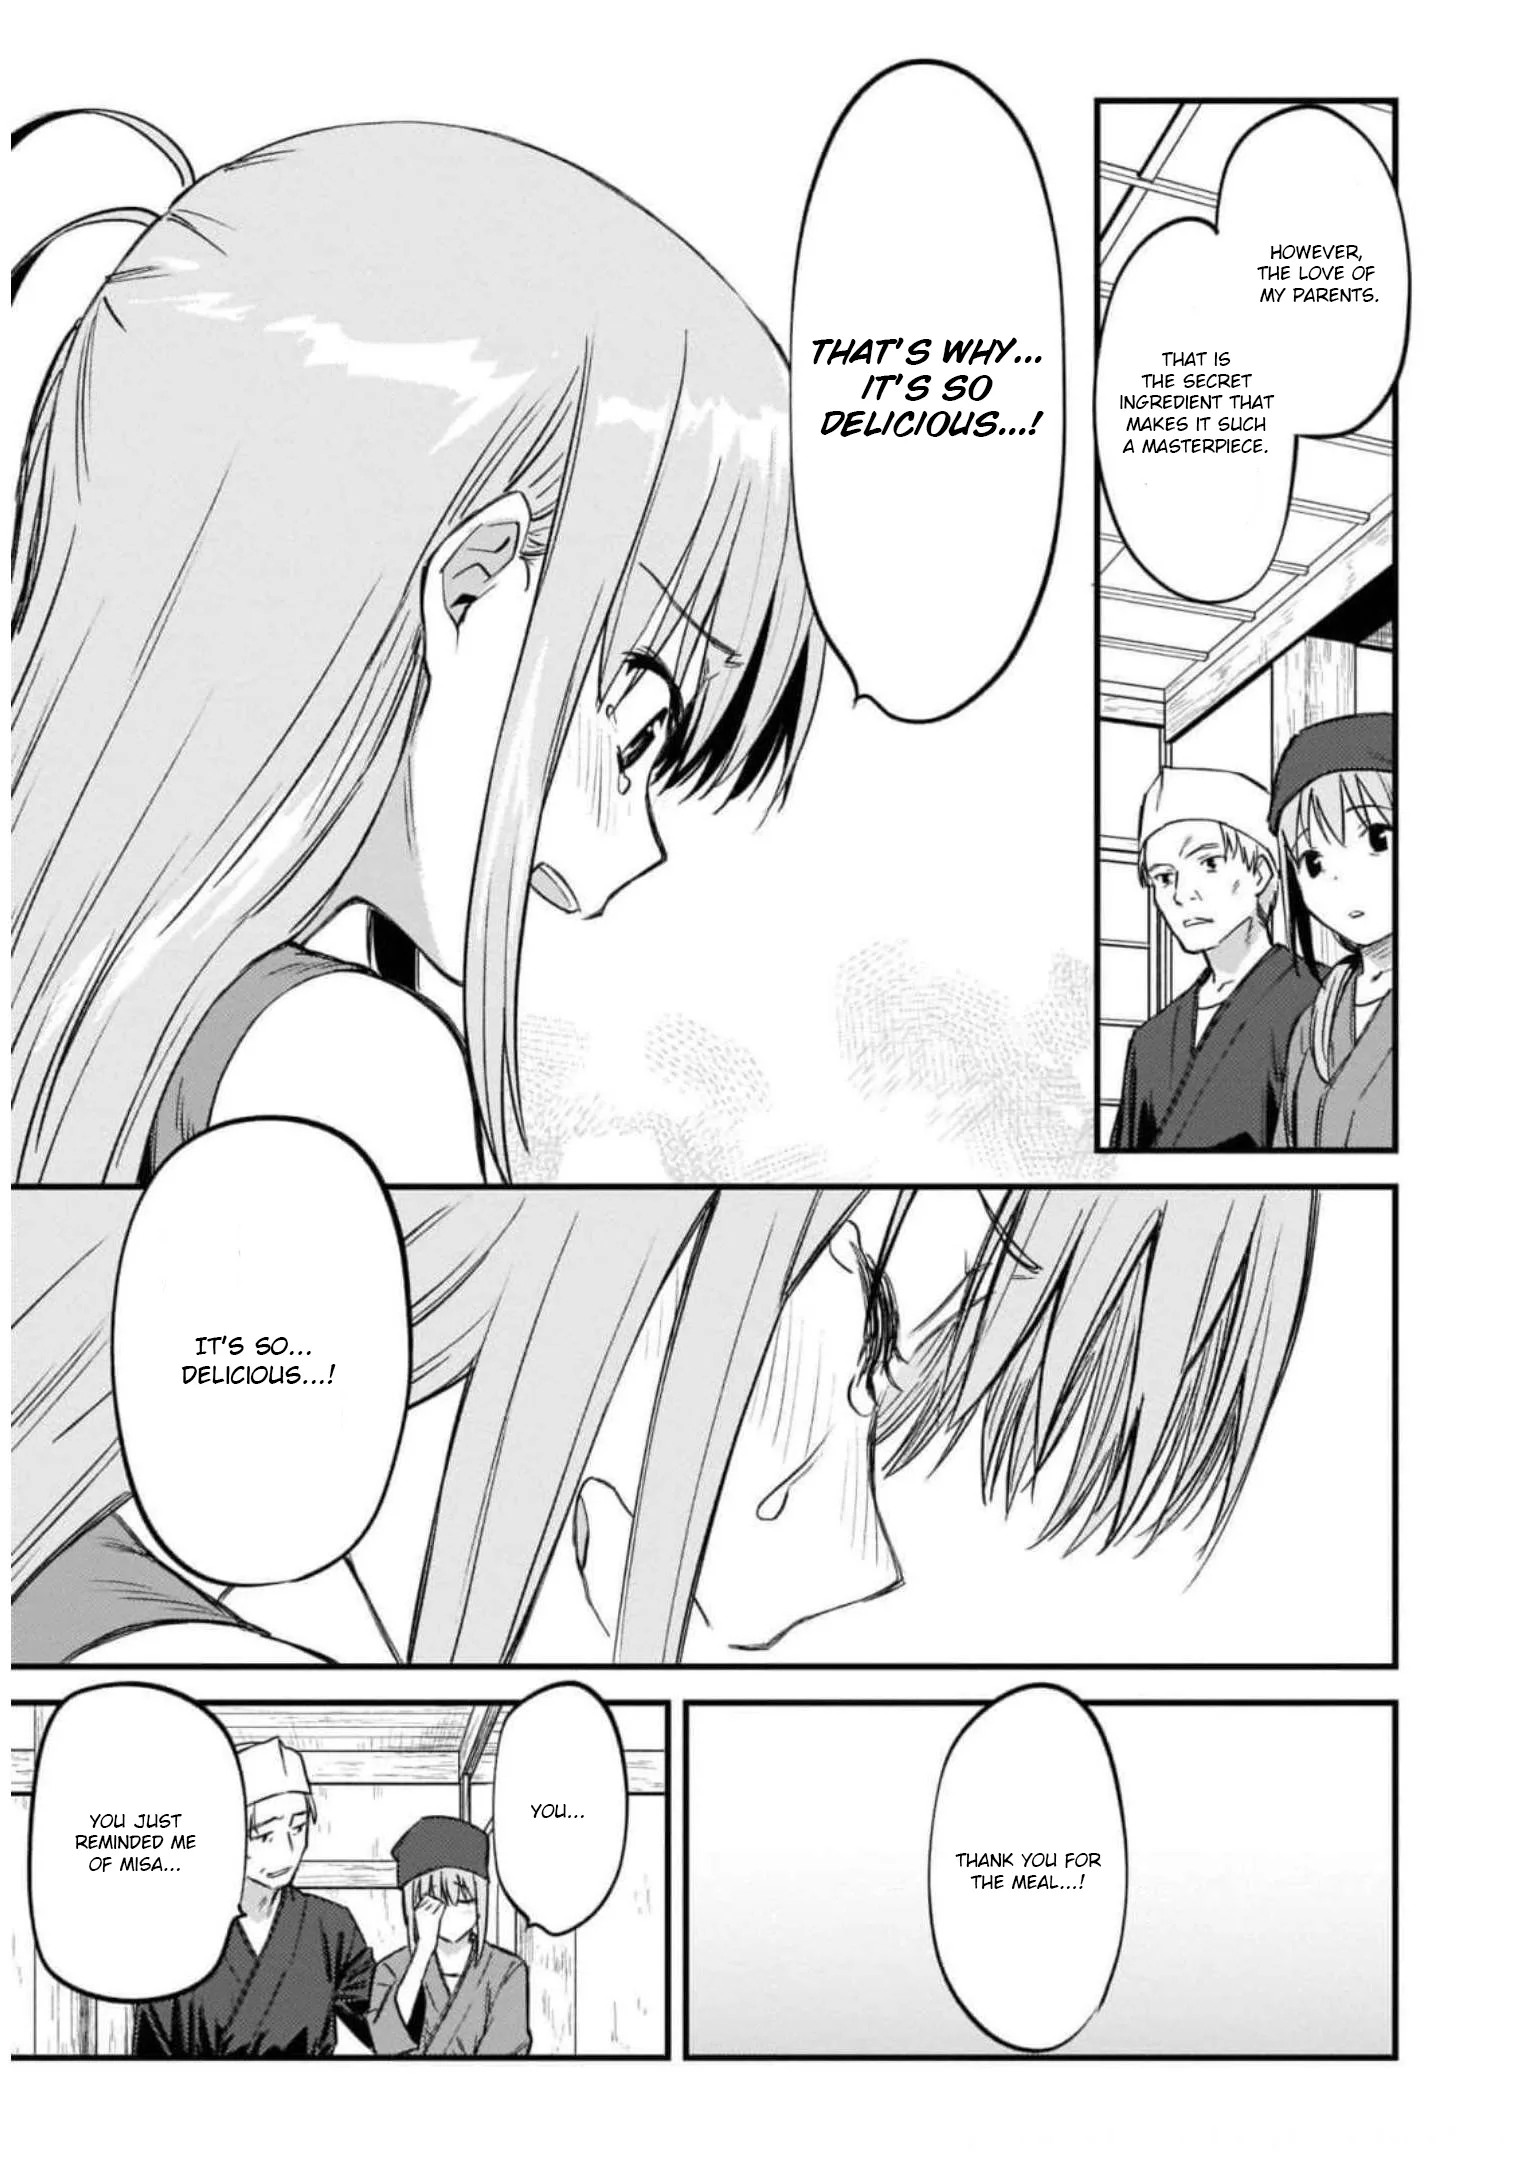 HOWEVER,
THE LOVE OF
MY PARENTS.
THAT IS
THE SECRET
INGREDIENT THAT
MAKES IT SUCH
A MASTERPIECE.
THAT'S WHY...
IT'S SO
DELICIOUS...!
IT'S SO...
DELICIOUS...!
THANK YOU FOR
THE MEAL...!
YOU...
YOU JUST
REMINDED ME
OF MISA...